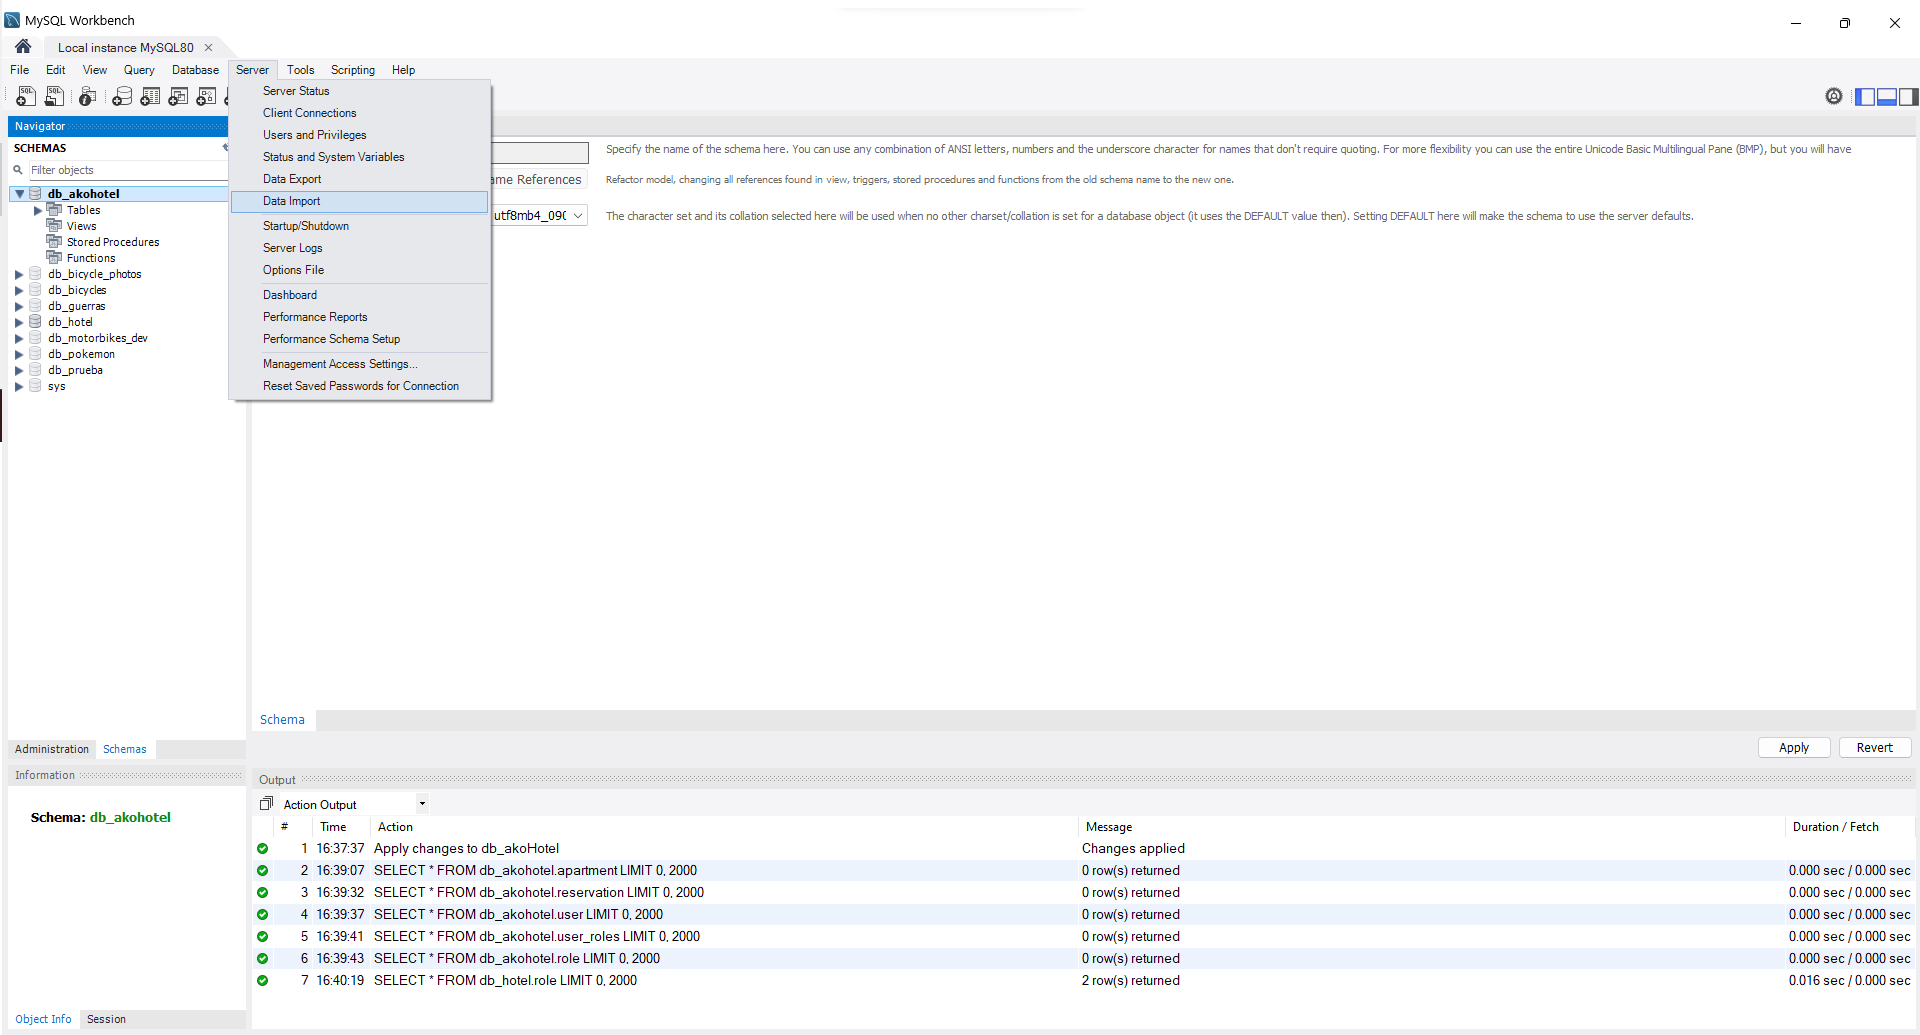 MySQL Workbench
Local instance MySQL80
File Edit View Query Database Server Tools Scripting Help
Server Status
Client Connections
Users and Privileges
Status and System Variables
Data Export
Data Import
Startup/Shutdown
Server Logs
Options File
Dashboard
Performance Reports
Performance Schema Setup
Management Access Settings...
Reset Saved Passwords for Connection
Navigator
SCHEMAS
Filter objects
db_akohotel
Tables
Views
Stored Procedures
Functions
db_bicycle_photos
db_bicycles
db_guerras
db_hotel
db_motorbikes_dev
db_pokemon
db_prueba
sys
Administration Schemas
Information
Schema: db_akohotel
Object Info Session
Specify the name of the schema here. You can use any combination of ANSI letters, numbers and the underscore character for names that don't require quoting. For more flexibility you can use the entire Unicode Basic Multilingual Pane (BMP), but you will have
ame References Refactor model, changing all references found in view, triggers, stored procedures and functions from the old schema name to the new one.
utf8mb4_090 The character set and its collation selected here will be used when no other charset/collation is set for a database object (it uses the DEFAULT value then). Setting DEFAULT here will make the schema to use the server defaults.
Schema
Apply Revert
Output
Action Output
# Time Action Message Duration / Fetch
1 16:37:37 Apply changes to db_akoHotel Changes applied
2 16:39:07 SELECT * FROM db_akohotel.apartment LIMIT 0, 2000 0 row(s) returned 0.000 sec / 0.000 sec
3 16:39:32 SELECT * FROM db_akohotel.reservation LIMIT 0, 2000 0 row(s) returned 0.000 sec / 0.000 sec
4 16:39:37 SELECT * FROM db_akohotel.user LIMIT 0, 2000 0 row(s) returned 0.000 sec / 0.000 sec
5 16:39:41 SELECT * FROM db_akohotel.user_roles LIMIT 0, 2000 0 row(s) returned 0.000 sec / 0.000 sec
6 16:39:43 SELECT * FROM db_akohotel.role LIMIT 0, 2000 0 row(s) returned 0.000 sec / 0.000 sec
7 16:40:19 SELECT * FROM db_hotel.role LIMIT 0, 2000 2 row(s) returned 0.016 sec / 0.000 sec